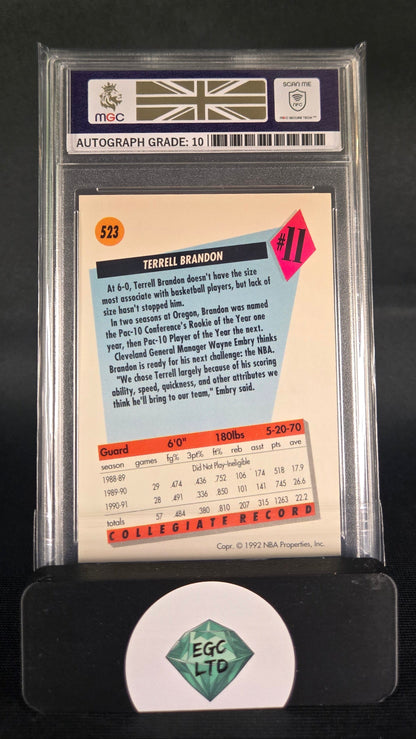 MGC
SCAN ME
NFC
MGC SECURE TECH™
AUTOGRAPH GRADE: 10
523
#11
TERRELL BRANDON
At 6-0, Terrell Brandon doesn't have the size
most associate with basketball players, but lack of
size hasn't stopped him.
In two seasons at Oregon, Brandon was named
the Pac-10 Conference's Rookie of the Year one
year, then Pac-10 Player of the Year the next.
Cleveland General Manager Wayne Embry thinks
Brandon is ready for his next challenge: the NBA.
"We chose Terrell largely because of his scoring
ability, speed, quickness, and other attributes we
think he'll bring to our team," Embry said.
Guard 6'0" 180lbs 5-20-70
season games fg% 3pt% ft% reb asst pts ave
1988-89 Did Not Play-Ineligible
1989-90 29 .474 .436 .752 106 174 518 17.9
1990-91 28 .491 .336 .850 101 141 745 26.6
totals 57 .484 .380 .810 207 315 1263 22.2
COLLEGIATE RECORD
Copr. © 1992 NBA Properties, Inc.
EGC
LTD